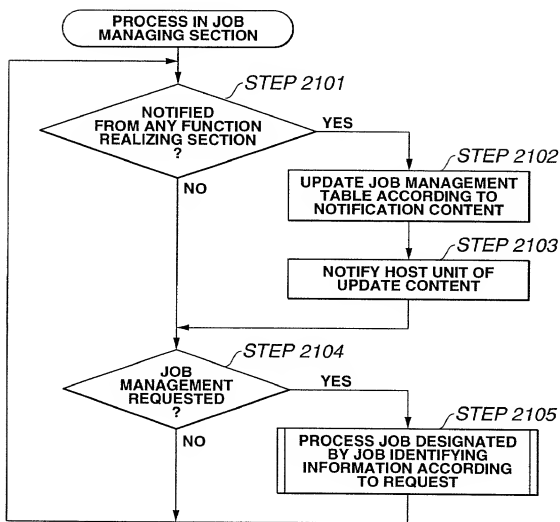 PROCESS IN JOB
MANAGING SECTION
STEP 2101
NOTIFIED
FROM ANY FUNCTION
REALIZING SECTION
?
YES
NO
STEP 2102
UPDATE JOB MANAGEMENT
TABLE ACCORDING TO
NOTIFICATION CONTENT
STEP 2103
NOTIFY HOST UNIT OF
UPDATE CONTENT
STEP 2104
JOB
MANAGEMENT
REQUESTED
?
YES
NO
STEP 2105
PROCESS JOB DESIGNATED
BY JOB IDENTIFYING
INFORMATION ACCORDING
TO REQUEST